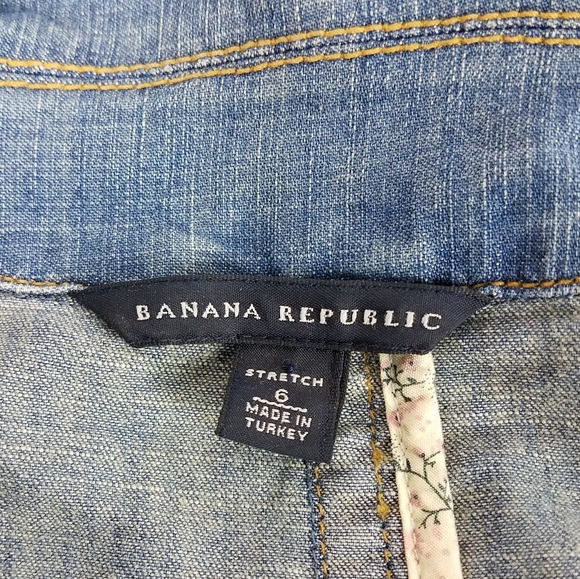 BANANA REPUBLIC
STRETCH
6
MADE IN
TURKEY